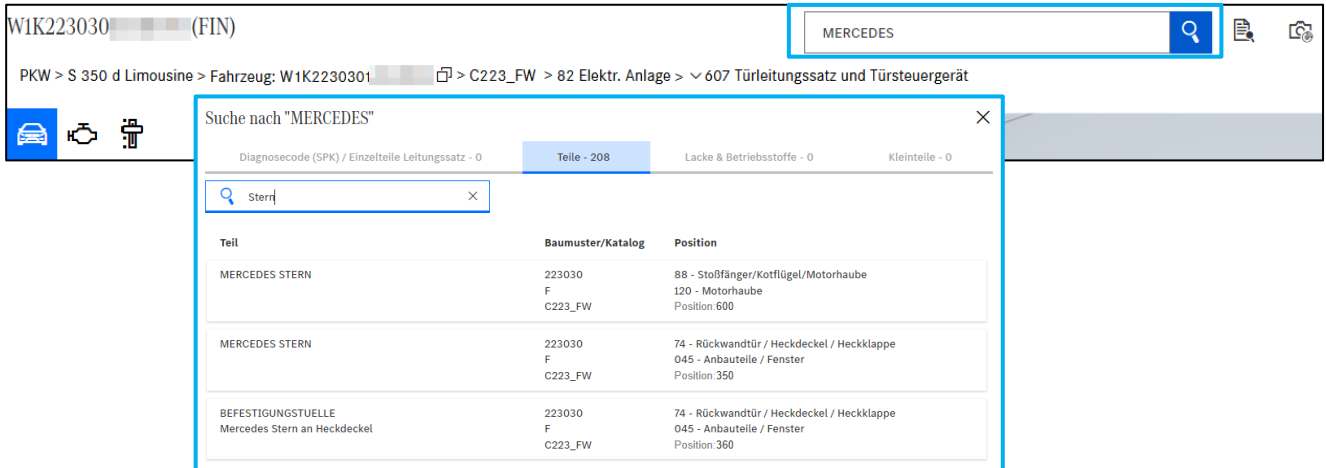 W1K223030 (FIN)
MERCEDES
PKW > S 350 d Limousine > Fahrzeug: W1K2230301 > C223_FW > 82 Elektr. Anlage > 607 Türleitungssatz und Türsteuergerät
Suche nach "MERCEDES"
Diagnosecode (SPK) / Einzelteile Leitungssatz - 0 Teile - 208 Lacke & Betriebsstoffe - 0 Kleinteile - 0
Stern
Teil Baumuster/Katalog Position
MERCEDES STERN 223030 88 - Stoßfänger/Kotflügel/Motorhaube
F 120 - Motorhaube
C223_FW Position:600
MERCEDES STERN 223030 74 - Rückwandtür / Heckdeckel / Heckklappe
F 045 - Anbauteile / Fenster
C223_FW Position:350
BEFESTIGUNGSTUELLE 223030 74 - Rückwandtür / Heckdeckel / Heckklappe
Mercedes Stern an Heckdeckel F 045 - Anbauteile / Fenster
C223_FW Position:360